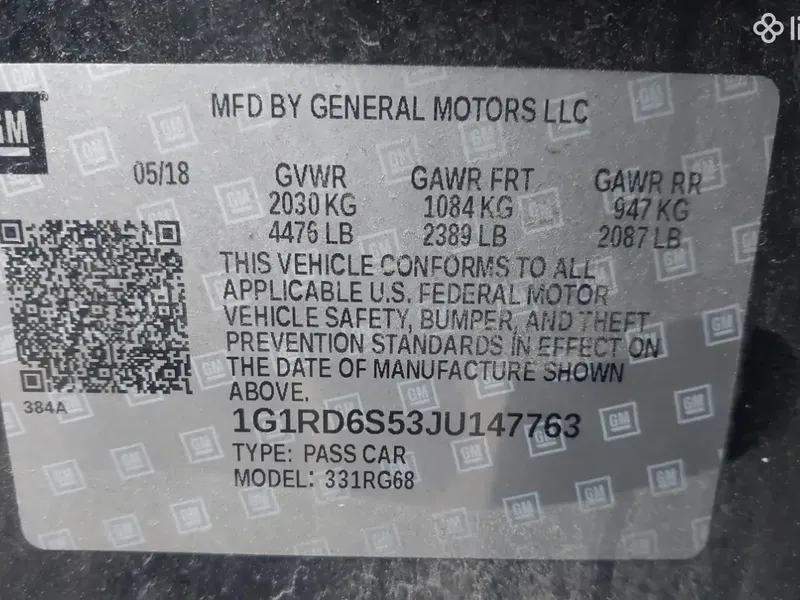 li
GM
MFD BY GENERAL MOTORS LLC
05/18 GVWR GAWR FRT GAWR RR
2030 KG 1084 KG 947 KG
4476 LB 2389 LB 2087 LB
THIS VEHICLE CONFORMS TO ALL
APPLICABLE U.S. FEDERAL MOTOR
VEHICLE SAFETY, BUMPER, AND THEFT
PREVENTION STANDARDS IN EFFECT ON
THE DATE OF MANUFACTURE SHOWN
ABOVE.
384A
1G1RD6S53JU147763
TYPE: PASS CAR
MODEL: 331RG68